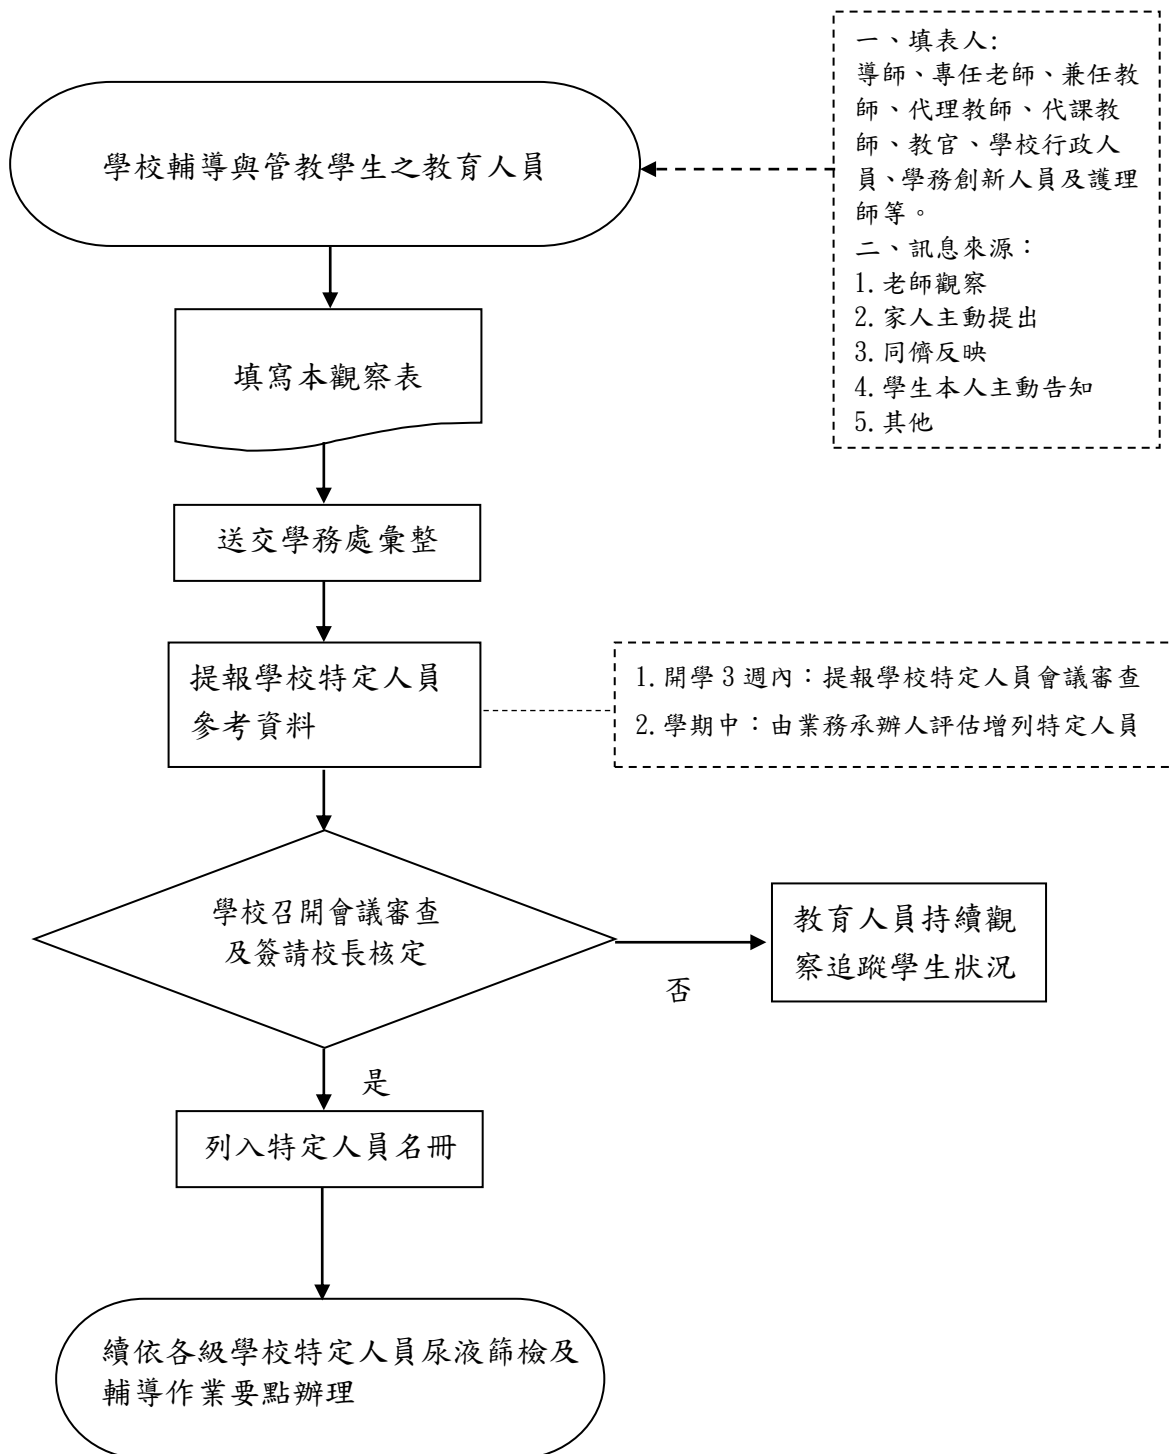 一、填表人:
導師、專任老師、兼任教
師、代理教師、代課教
師、教官、學校行政人
員、學務創新人員及護理
師等。
二、訊息來源：
1.老師觀察
2.家人主動提出
3.同儕反映
4.學生本人主動告知
5.其他
學校輔導與管教學生之教育人員
填寫本觀察表
送交學務處彙整
提報學校特定人員
參考資料
1.開學3週內：提報學校特定人員會議審查
2.學期中：由業務承辦人評估增列特定人員
學校召開會議審查
及簽請校長核定
否
教育人員持續觀
察追蹤學生狀況
是
列入特定人員名冊
續依各級學校特定人員尿液篩檢及
輔導作業要點辦理